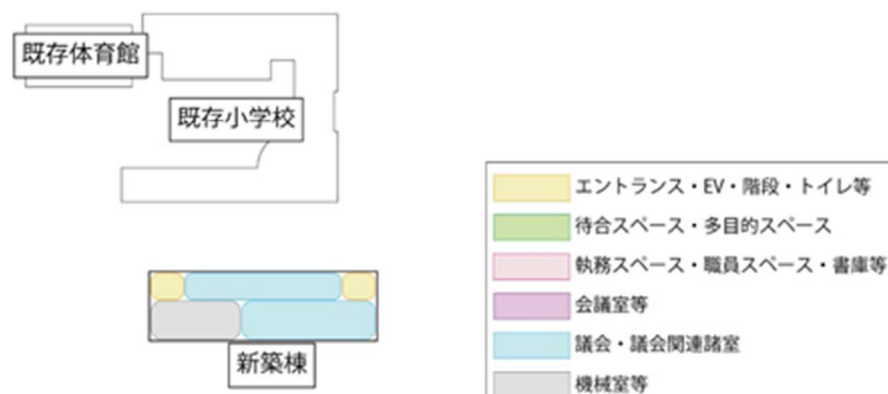 既存体育館
既存小学校
新築棟
エントランス・EV・階段・トイレ等
待合スペース・多目的スペース
執務スペース・職員スペース・書庫等
会議室等
議会・議会関連諸室
機械室等